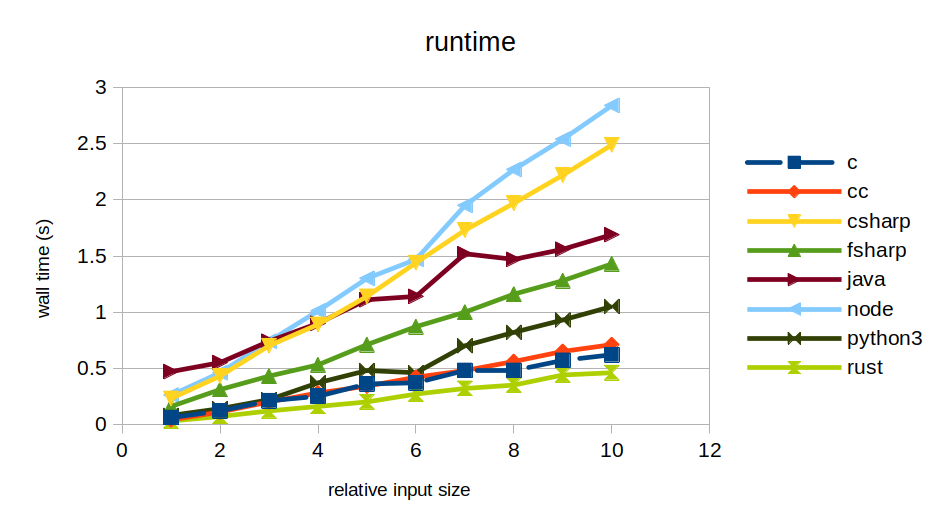 runtime
3
2.5
2
1.5
1
0.5
0
0 2 4 6 8 10 12
wall time (s)
relative input size
c
cc
csharp
fsharp
java
node
python3
rust